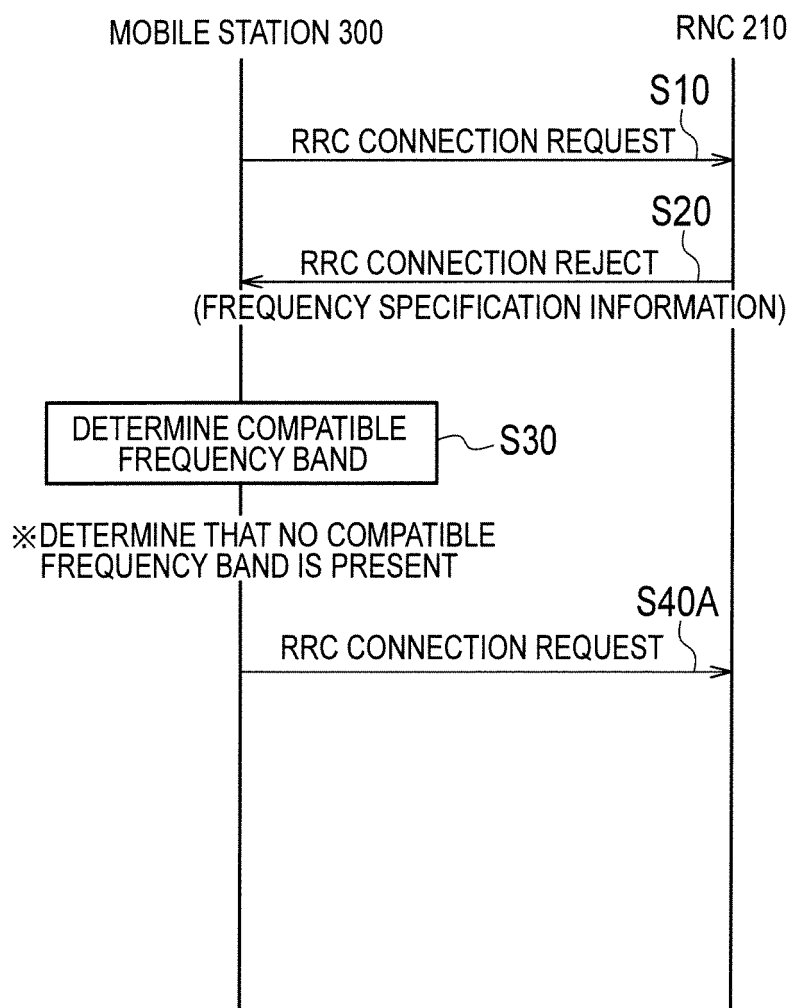 MOBILE STATION 300
RNC 210
S10
RRC CONNECTION REQUEST
S20
RRC CONNECTION REJECT
(FREQUENCY SPECIFICATION INFORMATION)
DETERMINE COMPATIBLE
FREQUENCY BAND
S30
※DETERMINE THAT NO COMPATIBLE
FREQUENCY BAND IS PRESENT
S40A
RRC CONNECTION REQUEST